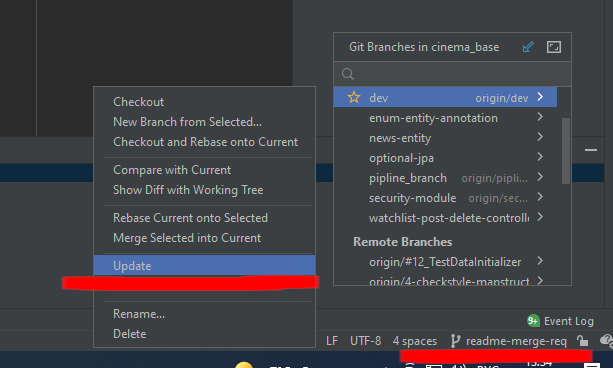 Git Branches in cinema_base
dev origin/dev
enum-entity-annotation
news-entity
optional-jpa
pipline_branch origin/pipli...
security-module origin/sec...
watchlist-post-delete-controlle
Remote Branches
origin/#12_TestDataInitializer
origin/4-checkstyle-manstruct
Checkout
New Branch from Selected...
Checkout and Rebase onto Current
Compare with Current
Show Diff with Working Tree
Rebase Current onto Selected
Merge Selected into Current
Update
Rename...
Delete
9+ Event Log
LF UTF-8 4 spaces readme-merge-req